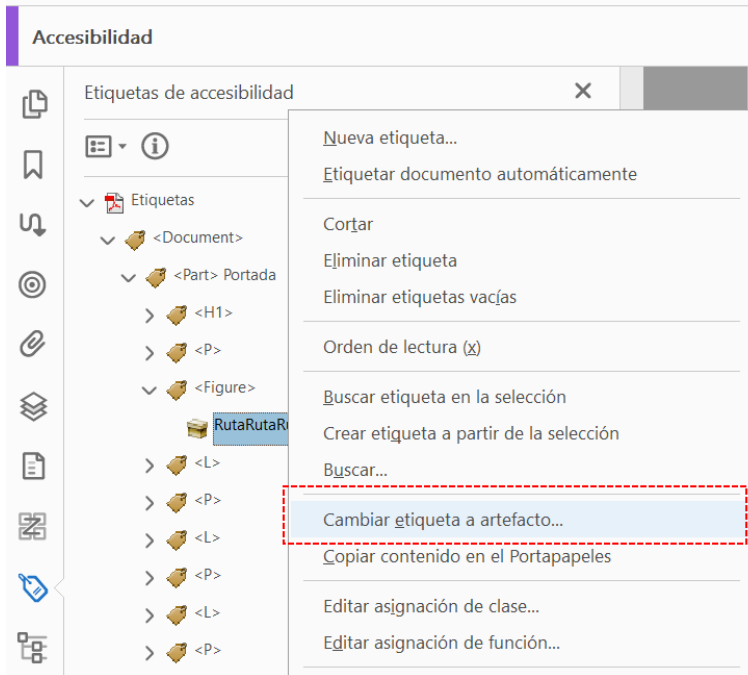 Accesibilidad
Etiquetas de accesibilidad
Etiquetas
<Document>
<Part> Portada
<H1>
<P>
<Figure>
RutaRutaRu
<L>
<P>
<L>
<P>
<L>
<P>
Nueva etiqueta...
Etiquetar documento automáticamente
Cortar
Eliminar etiqueta
Eliminar etiquetas vacías
Orden de lectura (x)
Buscar etiqueta en la selección
Crear etiqueta a partir de la selección
Buscar...
Cambiar etiqueta a artefacto...
Copiar contenido en el Portapapeles
Editar asignación de clase...
Editar asignación de función...